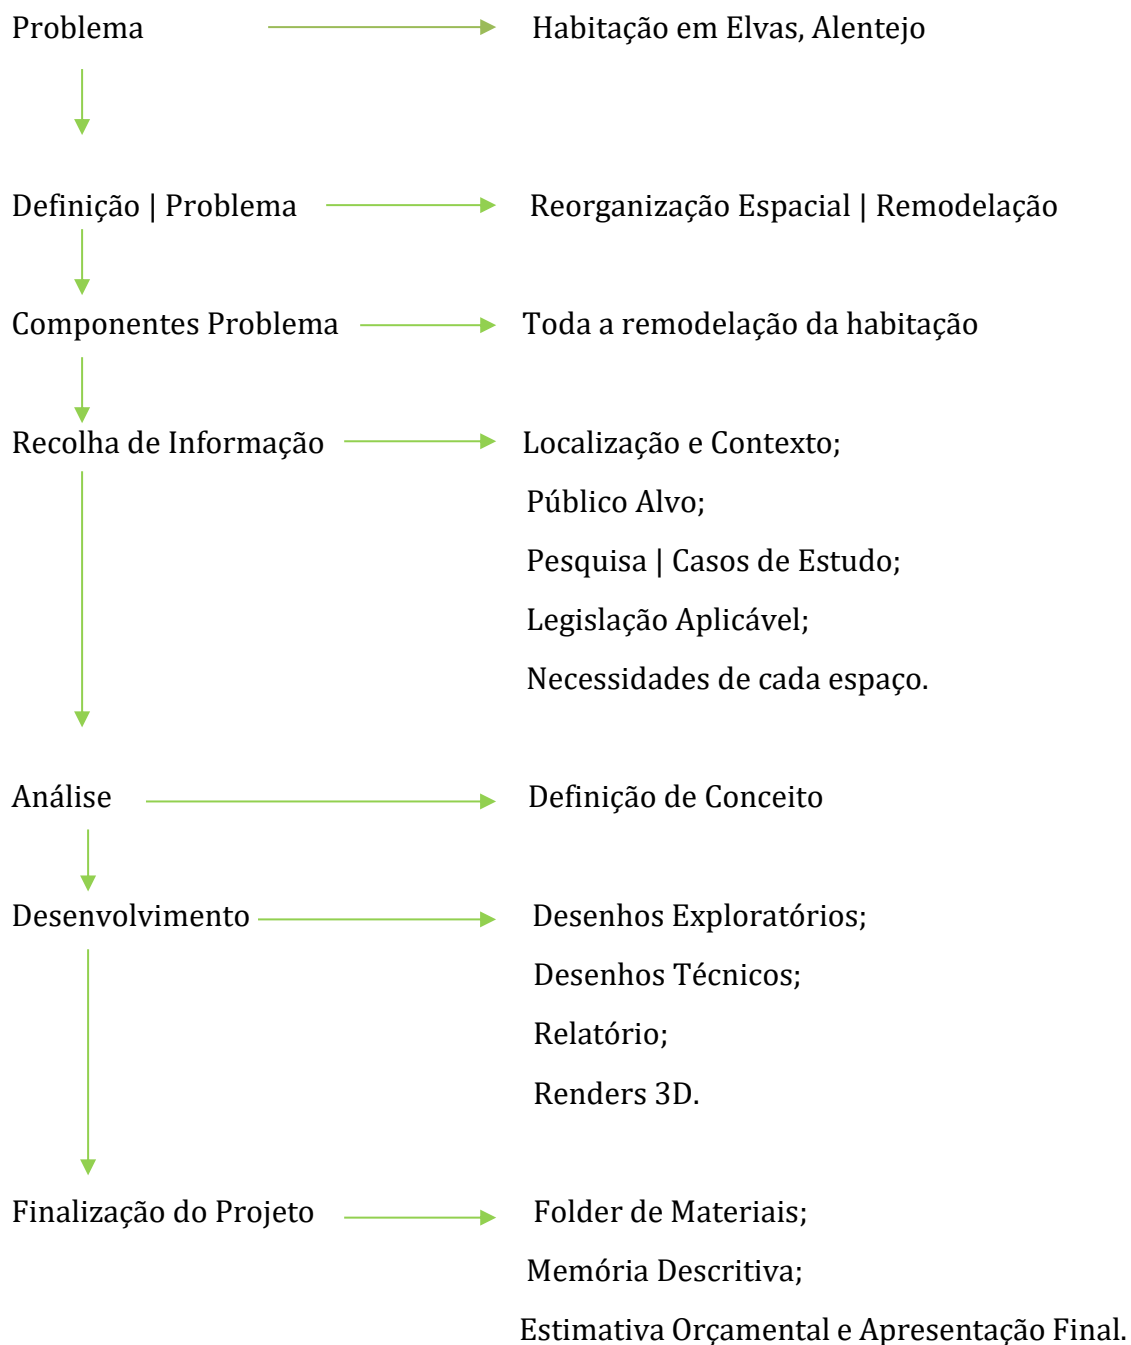 Problema Habitação em Elvas, Alentejo
Definição | Problema Reorganização Espacial | Remodelação
Componentes Problema Toda a remodelação da habitação
Recolha de Informação Localização e Contexto;
Público Alvo;
Pesquisa | Casos de Estudo;
Legislação Aplicável;
Necessidades de cada espaço.
Análise Definição de Conceito
Desenvolvimento Desenhos Exploratórios;
Desenhos Técnicos;
Relatório;
Renders 3D.
Finalização do Projeto Folder de Materiais;
Memória Descritiva;
Estimativa Orçamental e Apresentação Final.